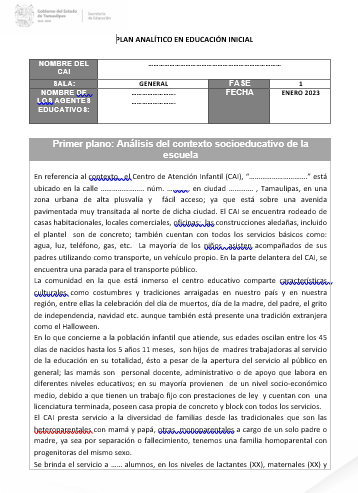 Gobierno del Estado
de Tamaulipas
Secretaría
de Educación
PLAN ANALÍTICO EN EDUCACIÓN INICIAL
NOMBRE DEL CAI ……………………………………………………
SALA: GENERAL FASE 1
NOMBRE DE LOS AGENTES EDUCATIVOS: ……………………. ……………………. FECHA ENERO 2023
Primer plano: Análisis del contexto socioeducativo de la
escuela
En referencia al contexto, el Centro de Atención Infantil (CAI), “………………………” está
ubicado en la calle ……………….. núm. ……, en ciudad …………. , Tamaulipas, en una
zona urbana de alta plusvalía y fácil acceso; ya que está sobre una avenida
pavimentada muy transitada al norte de dicha ciudad. El CAI se encuentra rodeado de
casas habitacionales, locales comerciales, oficinas; las construcciones aledañas, incluido
el plantel son de concreto; también cuentan con todos los servicios básicos como:
agua, luz, teléfono, gas, etc. La mayoría de los niños, asisten acompañados de sus
padres utilizando como transporte, un vehículo propio. En la parte delantera del CAI, se
encuentra una parada para el transporte público.
La comunidad en la que está inmerso el centro educativo comparte características
culturales como costumbres y tradiciones arraigadas en nuestro país y en nuestra
región, entre ellas la celebración del día de muertos, día de la madre, del padre, el grito
de independencia, navidad etc. aunque también está presente una tradición extranjera
como el Halloween.
En lo que concierne a la población infantil que atiende, sus edades oscilan entre los 45
días de nacidos hasta los 5 años 11 meses, son hijos de madres trabajadoras al servicio
de la educación en su totalidad, ésto a pesar de la apertura del servicio al público en
general; las mamás son personal docente, administrativo o de apoyo que labora en
diferentes niveles educativos; en su mayoría provienen de un nivel socio-económico
medio, debido a que tienen un trabajo fijo con prestaciones de ley y cuentan con una
licenciatura terminada, poseen casa propia de concreto y block con todos los servicios.
El CAI presta servicio a la diversidad de familias desde las tradicionales que son las
heteroparentales con mamá y papá, otras monoparentales a cargo de un solo padre o
madre, ya sea por separación o fallecimiento, tenemos una familia homoparental con
progenitoras del mismo sexo.
Se brinda el servicio a …… alumnos, en los niveles de lactantes (XX), maternales (XX) y